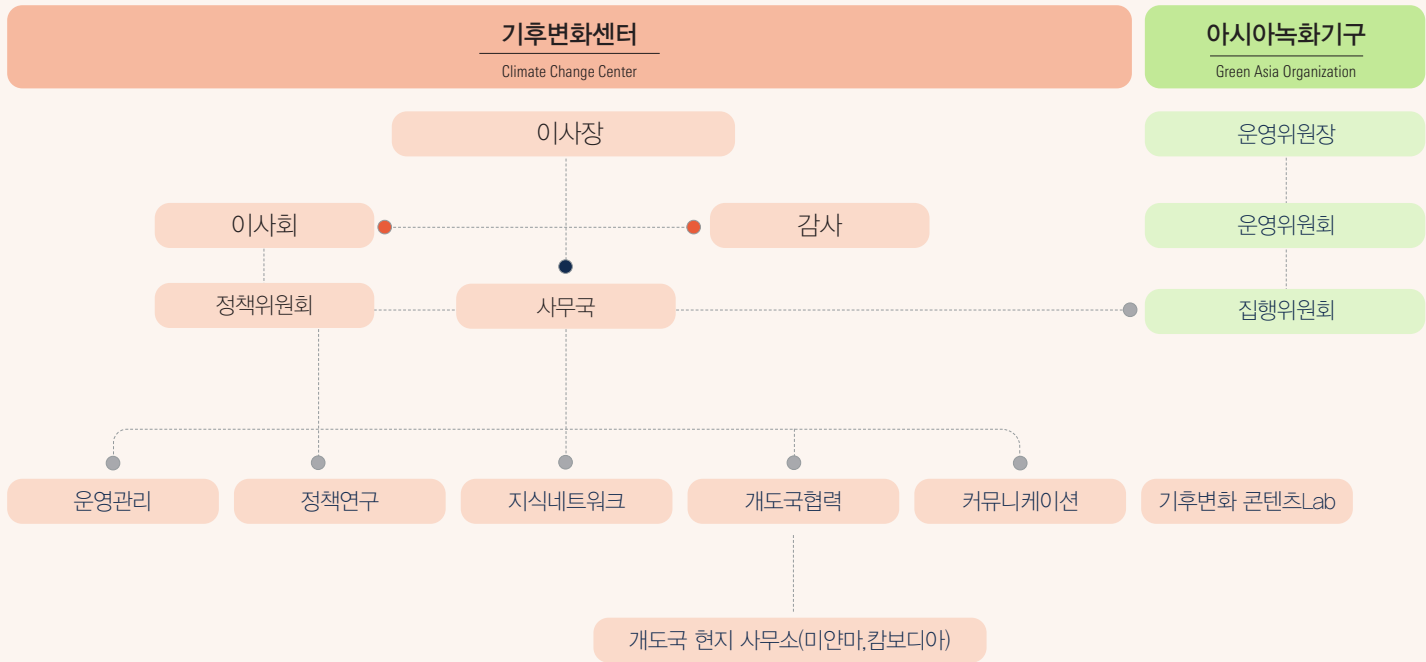 기후변화센터
Climate Change Center
아시아녹화기구
Green Asia Organization
이사장
운영위원장
이사회
감사
운영위원회
정책위원회
사무국
집행위원회
운영관리
정책연구
지식네트워크
개도국협력
커뮤니케이션
기후변화 콘텐츠Lab
개도국 현지 사무소(미얀마,캄보디아)